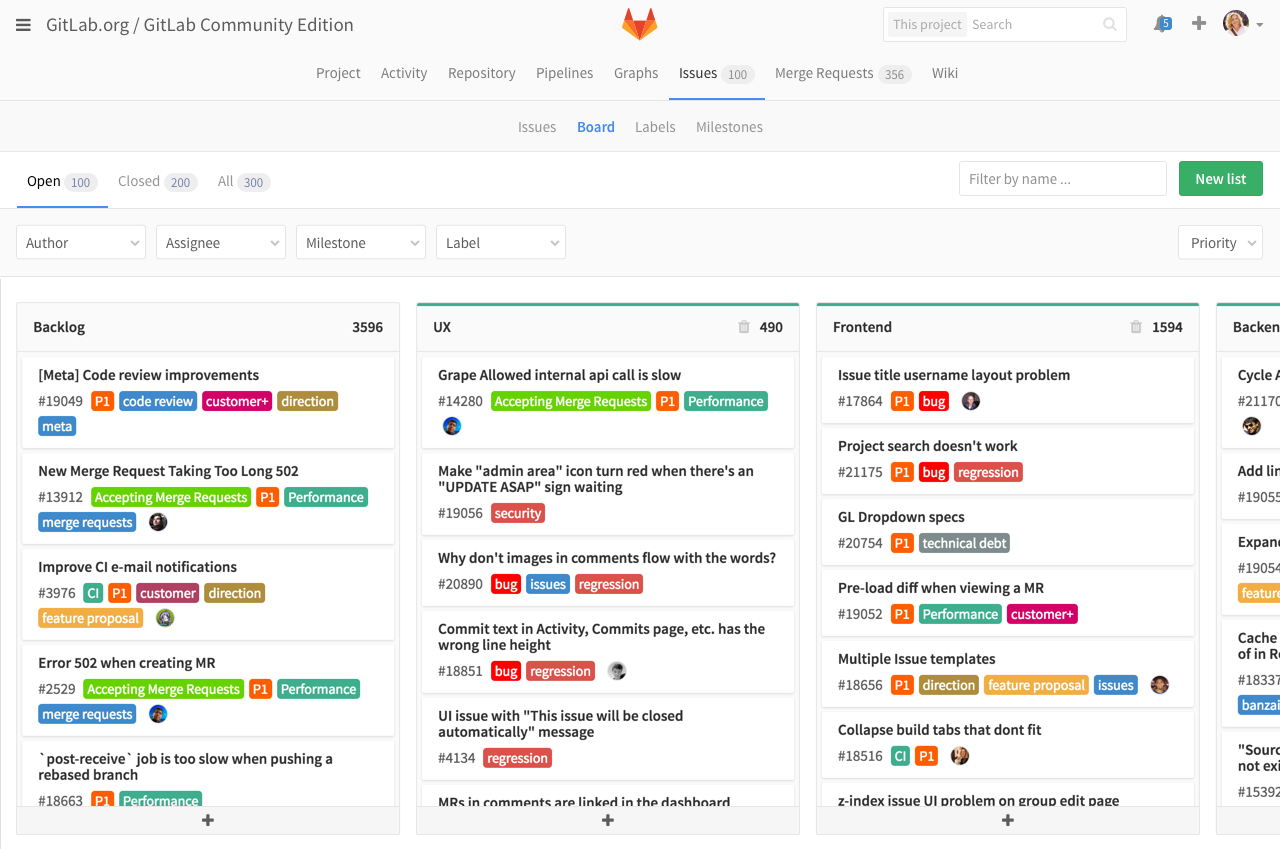 GitLab.org / GitLab Community Edition
This project Search
5
Project Activity Repository Pipelines Graphs Issues 100 Merge Requests 356 Wiki
Issues Board Labels Milestones
Open 100 Closed 200 All 300
Filter by name ...
New list
Author Assignee Milestone Label Priority
Backlog 3596
[Meta] Code review improvements
#19049 P1 code review customer+ direction
meta
New Merge Request Taking Too Long 502
#13912 Accepting Merge Requests P1 Performance
merge requests
Improve CI e-mail notifications
#3976 CI P1 customer direction
feature proposal
Error 502 when creating MR
#2529 Accepting Merge Requests P1 Performance
merge requests
`post-receive` job is too slow when pushing a
rebased branch
#18663 P1 Performance
UX 490
Grape Allowed internal api call is slow
#14280 Accepting Merge Requests P1 Performance
Make "admin area" icon turn red when there's an
"UPDATE ASAP" sign waiting
#19056 security
Why don't images in comments flow with the words?
#20890 bug issues regression
Commit text in Activity, Commits page, etc. has the
wrong line height
#18851 bug regression
UI issue with "This issue will be closed
automatically" message
#4134 regression
MRs in comments are linked in the dashboard
Frontend 1594
Issue title username layout problem
#17864 P1 bug
Project search doesn't work
#21175 P1 bug regression
GL Dropdown specs
#20754 P1 technical debt
Pre-load diff when viewing a MR
#19052 P1 Performance customer+
Multiple Issue templates
#18656 P1 direction feature proposal issues
Collapse build tabs that dont fit
#18516 CI P1
z-index issue UI problem on group edit page
Backen
Cycle A
#21170
Add lin
#19055
Expand
#19054
feature
Cache
of in Re
#18337
banzai
"Sourc
not exi
#15392